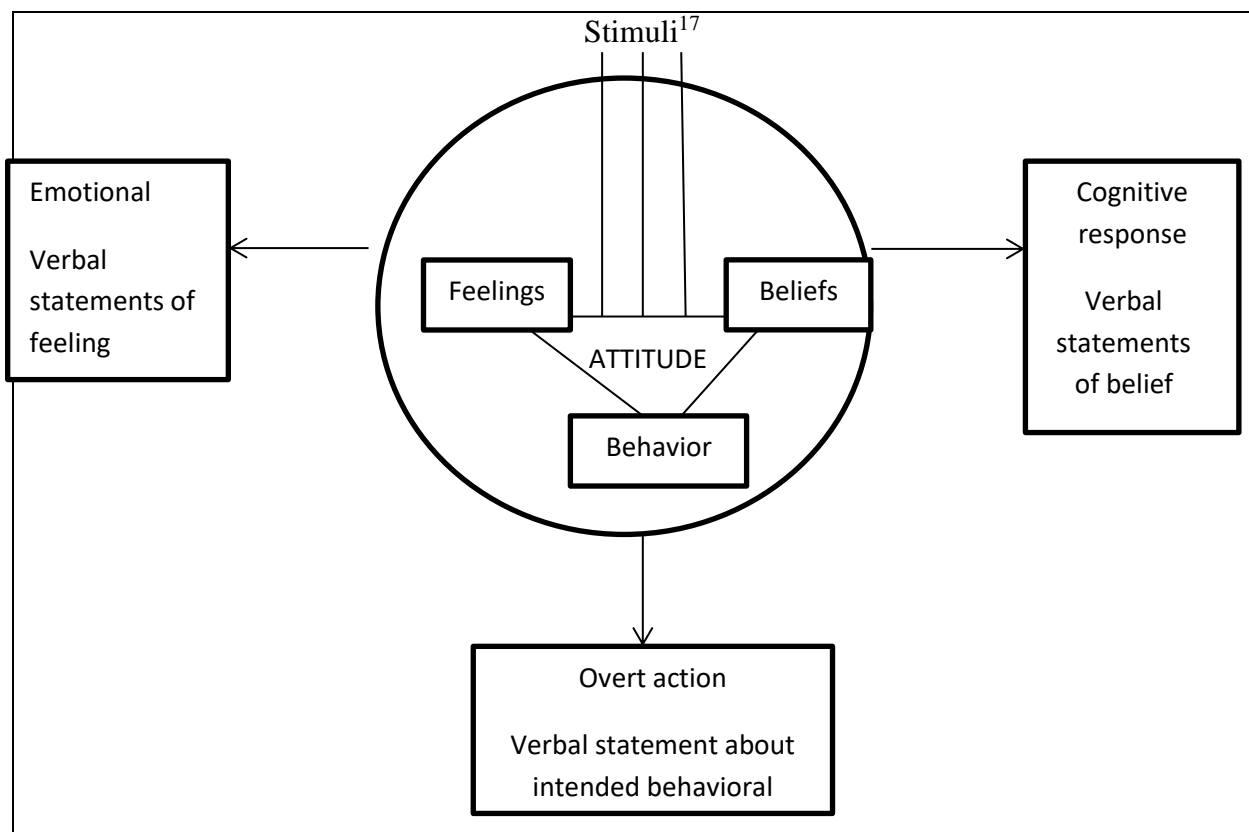 Stimuli¹⁷
Emotional
Verbal
statements of
feeling
Cognitive
response
Verbal
statements
of belief
Feelings
Beliefs
ATTITUDE
Behavior
Overt action
Verbal statement about
intended behavioral